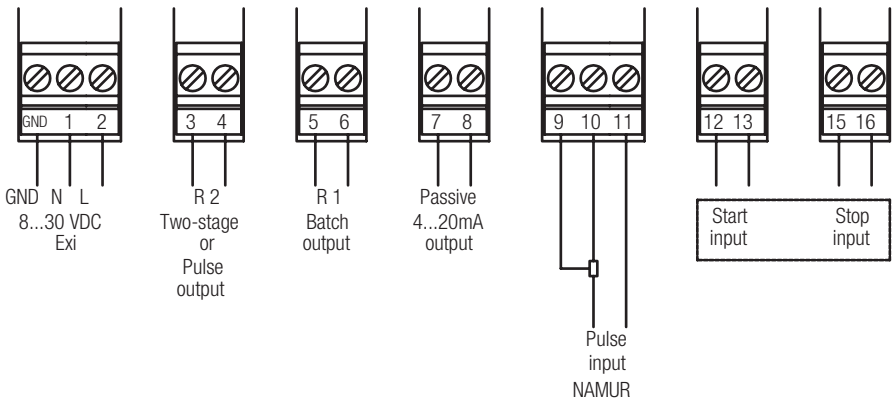 GND 1 2
3 4
5 6
7 8
9 10 11
12 13
15 16
GND N L
8...30 VDC
Exi
R 2
Two-stage
or
Pulse
output
R 1
Batch
output
Passive
4...20mA
output
Pulse
input
NAMUR
Start
input
Stop
input